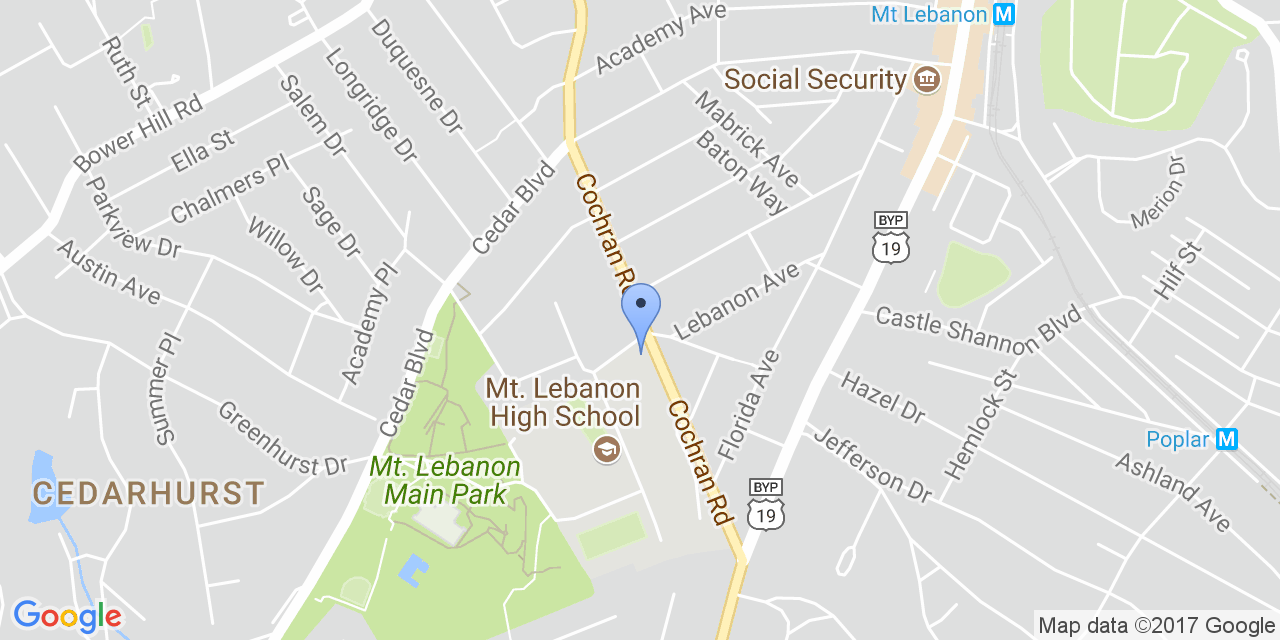 Mt Lebanon M
Academy Ave
Duquesne Dr
Ruth St
Longridge Dr
Salem Dr
Bower Hill Rd
Social Security
Mabrick Ave
Baton Way
Ella St
Chalmers Pl
Cedar Blvd
Cochran Rd
Parkview Dr
Sage Dr
Willow Dr
Merion Dr
BYP
19
Austin Ave
Academy Pl
Hilf St
Lebanon Ave
Castle Shannon Blvd
Summer Pl
Cedar Blvd
Mt. Lebanon
High School
Florida Ave
Hazel Dr
Hemlock St
Greenhurst Dr
Cochran Rd
Jefferson Dr
Poplar M
Ashland Ave
Mt. Lebanon
Main Park
CEDARHURST
BYP
19
Google
Map data ©2017 Google